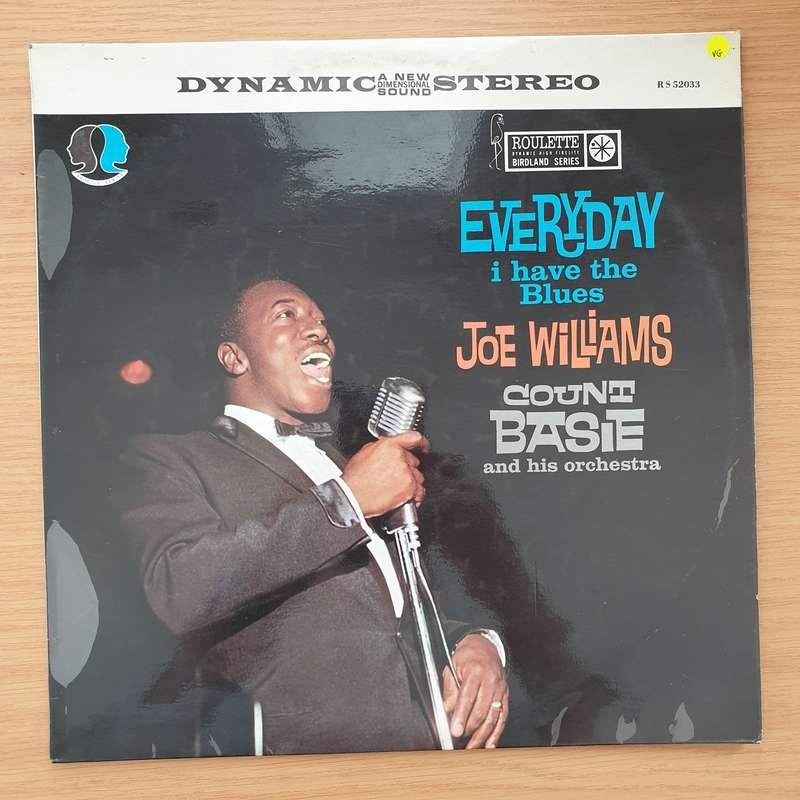 VG
DYNAMIC A NEW DIMENSIONAL SOUND STEREO
RS 52033
ROULETTE
DYNAMIC HIGH FIDELITY
BIRDLAND SERIES
EVERYDAY
i have the
Blues
JOE WILLIAMS
COUNT
BASIE
and his orchestra